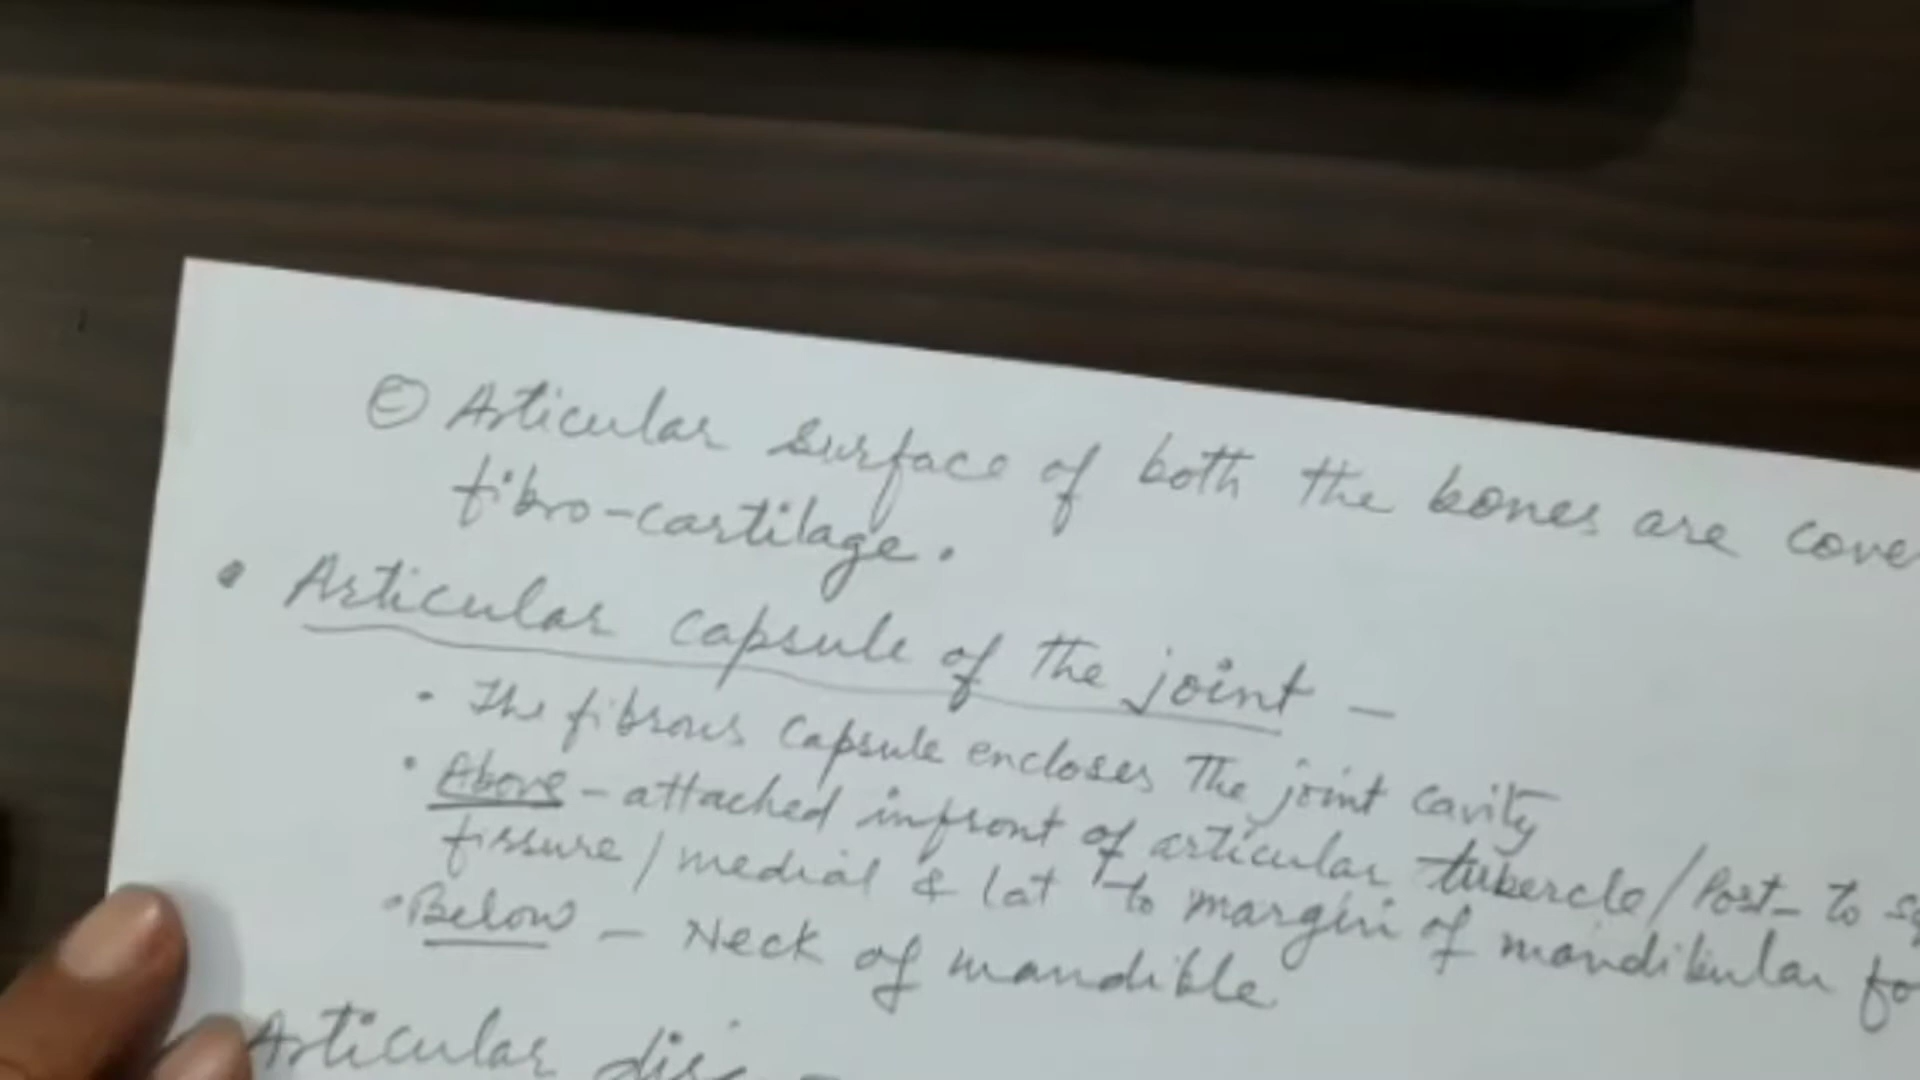 Articular surface of both the bones are cove
fibro-cartilage.
• Articular capsule of the joint –
• The fibrous capsule encloses the joint cavity
• Above – attached infront of articular tubercle / Post– to sq
fissure / medial & lat to margin of mandibular fo
• Below – Neck of mandible
Articular disc –